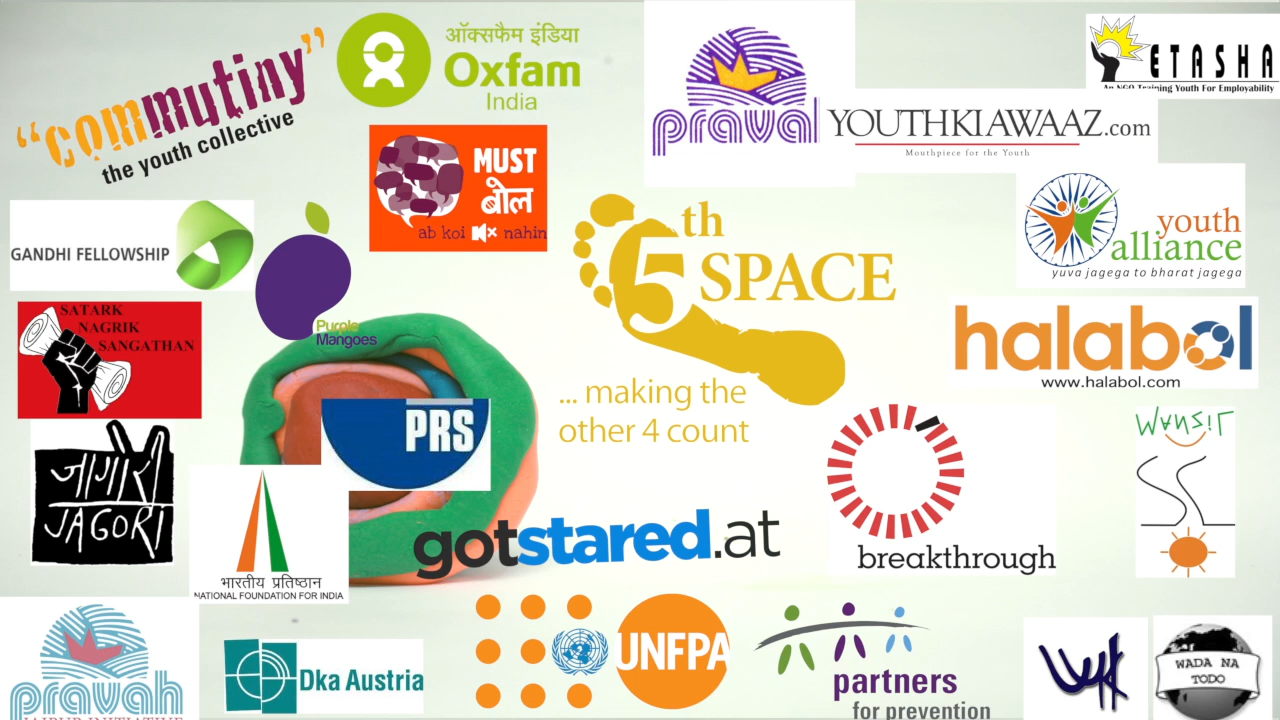 “commutiny”
the youth collective
ऑक्सफैम इंडिया
Oxfam
India
MUST
बोल
ab koi nahin
pravah
ETASHA
An NGO Training Youth For Employability
YOUTHKIAWAAZ.com
Mouthpiece for the Youth
GANDHI FELLOWSHIP
Purple
Mangoes
5th
SPACE
... making the
other 4 count
youth
alliance
yuva jagega to bharat jagega
SATARK
NAGRIK
SANGATHAN
halabol
www.halabol.com
PRS
जागोरी
JAGORI
भारतीय प्रतिष्ठान
NATIONAL FOUNDATION FOR INDIA
gotstared.at
breakthrough
pravah
JAIPUR INITIATIVE
Dka Austria
UNFPA
partners
for prevention
WADA NA
TODO